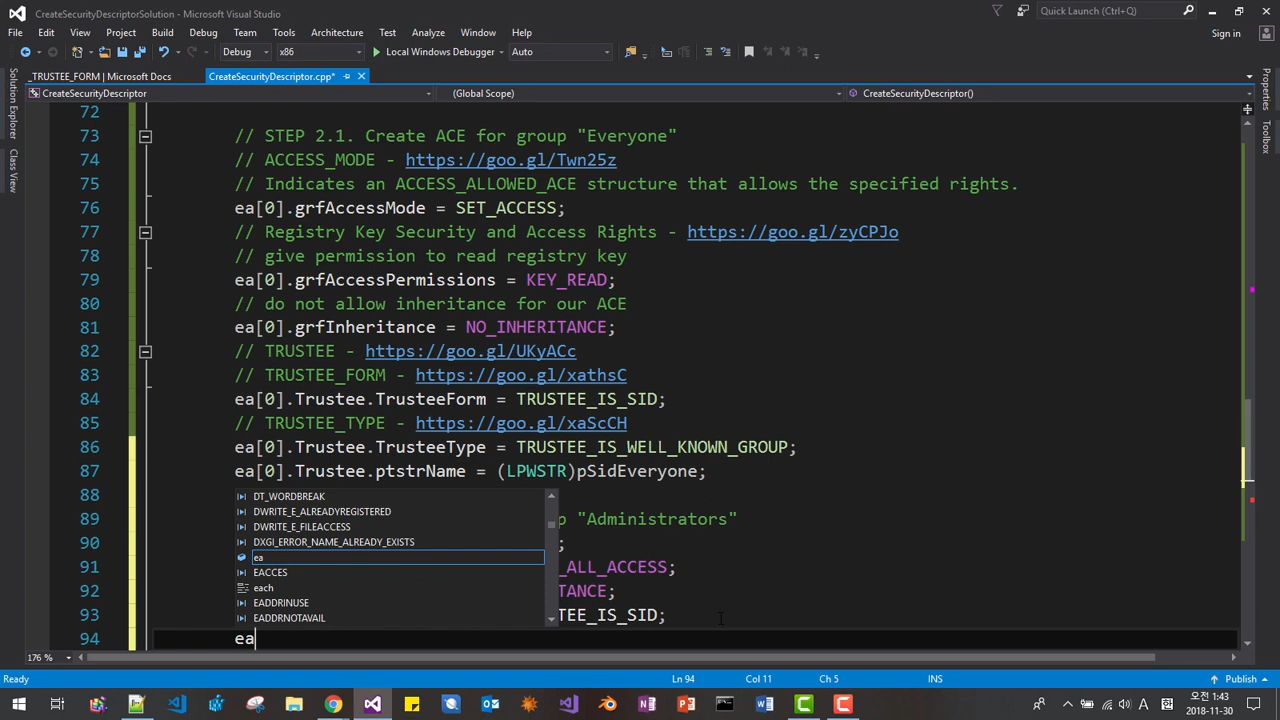 CreateSecurityDescriptorSolution - Microsoft Visual Studio
Quick Launch (Ctrl+Q)
File Edit View Project Build Debug Team Tools Architecture Test Analyze Window Help
Sign in
Debug x86 Local Windows Debugger Auto
_TRUSTEE_FORM | Microsoft Docs CreateSecurityDescriptor.cpp*
CreateSecurityDescriptor (Global Scope) CreateSecurityDescriptor()
Solution Explorer
Class View
Properties
Toolbox
72
73 // STEP 2.1. Create ACE for group "Everyone"
74 // ACCESS_MODE - https://goo.gl/Twn25z
75 // Indicates an ACCESS_ALLOWED_ACE structure that allows the specified rights.
76 ea[0].grfAccessMode = SET_ACCESS;
77 // Registry Key Security and Access Rights - https://goo.gl/zyCPJo
78 // give permission to read registry key
79 ea[0].grfAccessPermissions = KEY_READ;
80 // do not allow inheritance for our ACE
81 ea[0].grfInheritance = NO_INHERITANCE;
82 // TRUSTEE - https://goo.gl/UKyACc
83 // TRUSTEE_FORM - https://goo.gl/xathsC
84 ea[0].Trustee.TrusteeForm = TRUSTEE_IS_SID;
85 // TRUSTEE_TYPE - https://goo.gl/xaScCH
86 ea[0].Trustee.TrusteeType = TRUSTEE_IS_WELL_KNOWN_GROUP;
87 ea[0].Trustee.ptstrName = (LPWSTR)pSidEveryone;
88
DT_WORDBREAK
DWRITE_E_ALREADYREGISTERED
89 p "Administrators"
DWRITE_E_FILEACCESS
90 ;
DXGI_ERROR_NAME_ALREADY_EXISTS
ea
91 _ALL_ACCESS;
EACCES
92 TANCE;
each
EADDRINUSE
93 TEE_IS_SID;
EADDRNOTAVAIL
94 ea
176 %
Ready Ln 94 Col 11 Ch 5 INS Publish
A 오전 1:43
2018-11-30